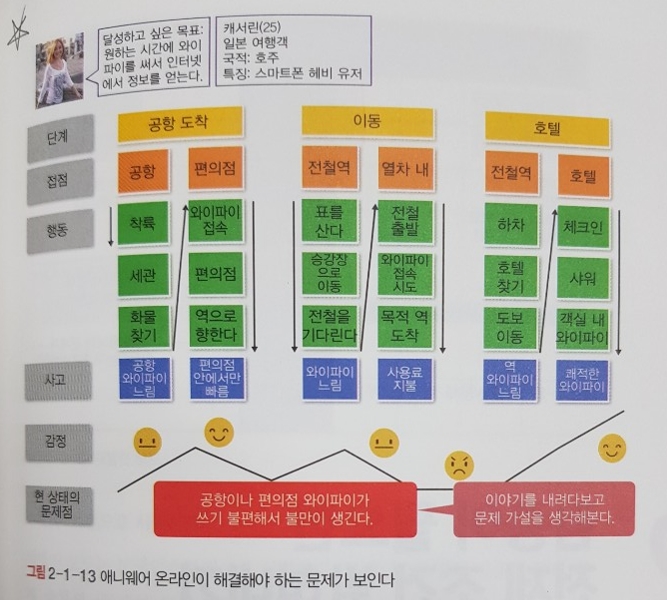 달성하고 싶은 목표:
원하는 시간에 와이
파이를 써서 인터넷
에서 정보를 얻는다.
캐서린(25)
일본 여행객
국적: 호주
특징: 스마트폰 헤비 유저
단계
공항 도착
이동
호텔
접점
공항
편의점
전철역
열차 내
전철역
호텔
행동
착륙
와이파이
접속
표를
산다
전철
출발
하차
체크인
세관
편의점
승강장
으로
이동
와이파이
접속
시도
호텔
찾기
샤워
화물
찾기
역으로
향한다
전철을
기다린다
목적 역
도착
도보
이동
객실 내
와이파이
사고
공항
와이파이
느림
편의점
안에서만
빠름
와이파이
느림
사용료
지불
역
와이파이
느림
쾌적한
와이파이
감정
현 상태의
문제점
공항이나 편의점 와이파이가
쓰기 불편해서 불만이 생긴다.
이야기를 내려다보고
문제 가설을 생각해본다.
그림 2-1-13 애니웨어 온라인이 해결해야 하는 문제가 보인다